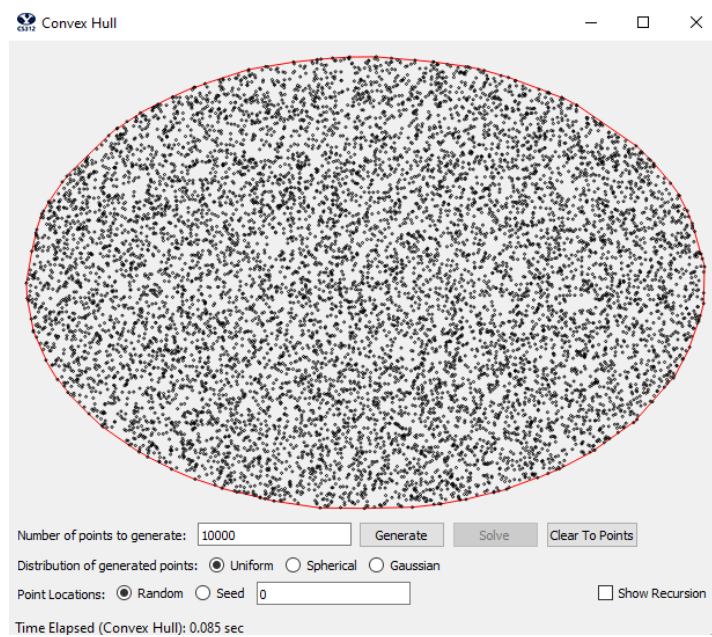 CS312 Convex Hull
Number of points to generate: 10000 Generate Solve Clear To Points
Distribution of generated points: Uniform Spherical Gaussian
Point Locations: Random Seed 0 Show Recursion
Time Elapsed (Convex Hull): 0.085 sec